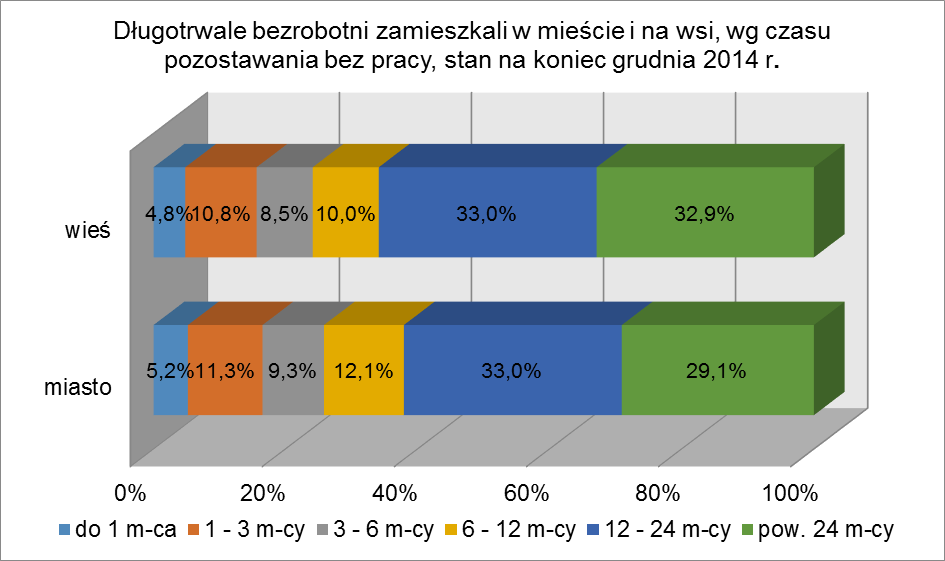 Długotrwale bezrobotni zamieszkali w mieście i na wsi, wg czasu
pozostawania bez pracy, stan na koniec grudnia 2014 r.
wieś
4,8% 10,8% 8,5% 10,0% 33,0% 32,9%
miasto
5,2% 11,3% 9,3% 12,1% 33,0% 29,1%
0% 20% 40% 60% 80% 100%
do 1 m-ca 1 - 3 m-cy 3 - 6 m-cy 6 - 12 m-cy 12 - 24 m-cy pow. 24 m-cy